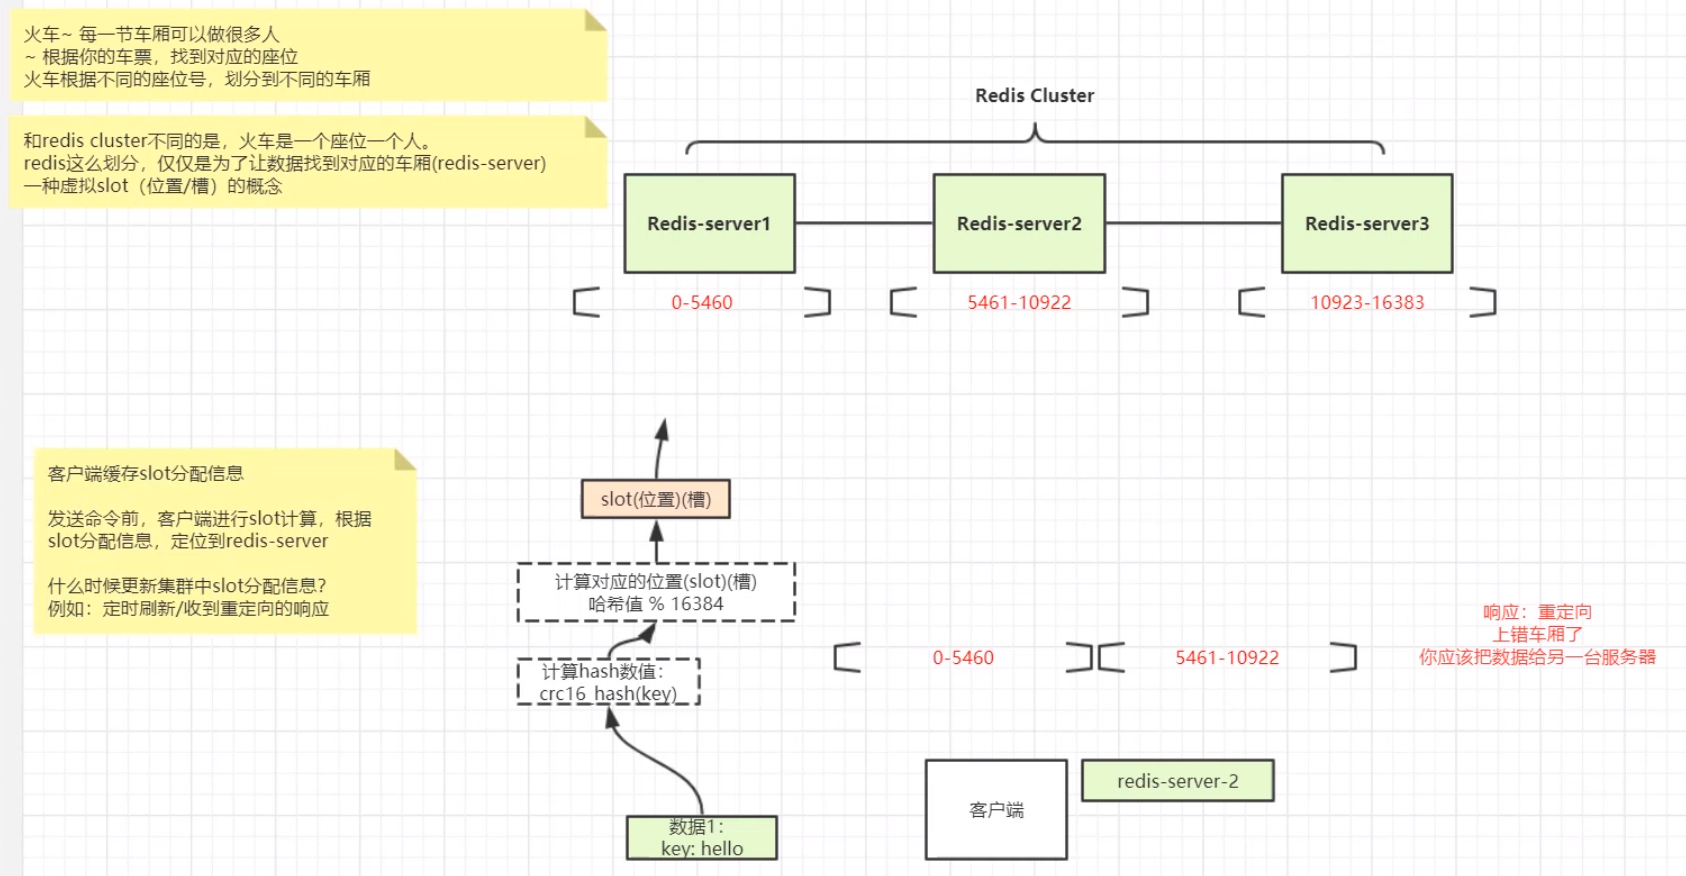 火车~ 每一节车厢可以做很多人
~ 根据你的车票，找到对应的座位
火车根据不同的座位号，划分到不同的车厢
和redis cluster不同的是，火车是一个座位一个人。
redis这么划分，仅仅是为了让数据找到对应的车厢(redis-server)
一种虚拟slot（位置/槽）的概念
Redis Cluster
Redis-server1
Redis-server2
Redis-server3
0-5460
5461-10922
10923-16383
客户端缓存slot分配信息
发送命令前，客户端进行slot计算，根据
slot分配信息，定位到redis-server
什么时候更新集群中slot分配信息？
例如：定时刷新/收到重定向的响应
slot(位置)(槽)
计算对应的位置(slot)(槽)
哈希值 % 16384
计算hash数值：
crc16_hash(key)
数据1：
key: hello
0-5460
5461-10922
响应：重定向
上错车厢了
你应该把数据给另一台服务器
客户端
redis-server-2